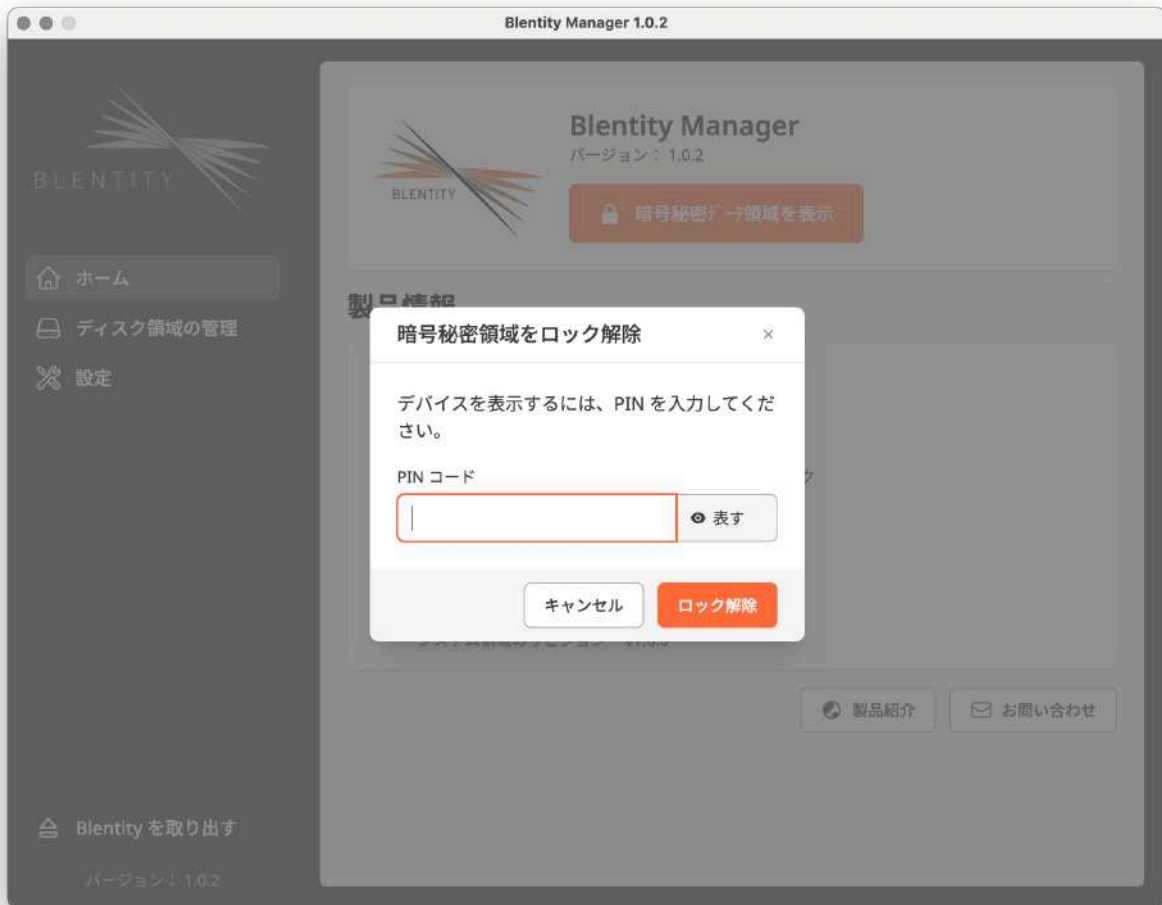 Blentity Manager 1.0.2
BLENTITY
ホーム
ディスク領域の管理
設定
Blentity を取り出す
バージョン： 1.0.2
BLENTITY
Blentity Manager
バージョン： 1.0.2
暗号秘密データ領域を表示
製品情報
暗号秘密領域をロック解除
×
デバイスを表示するには、PIN を入力してくだ
さい。
PIN コード
表す
キャンセル
ロック解除
製品紹介
お問い合わせ